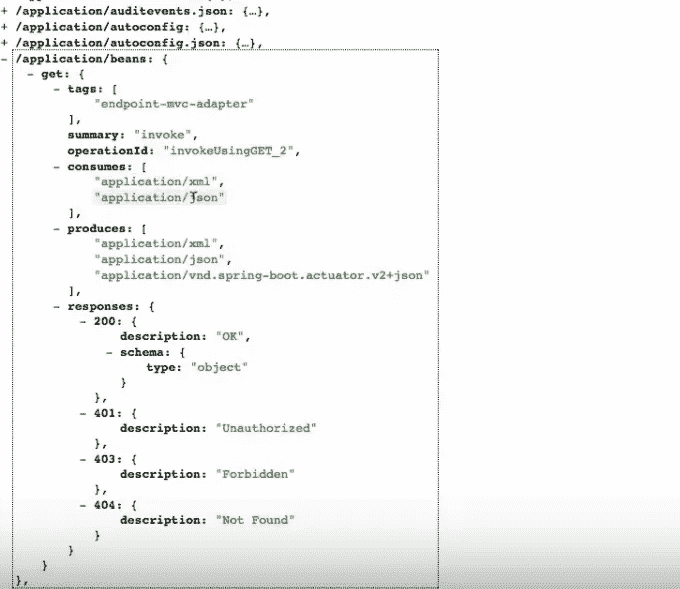 + /application/auditevents.json: {…},
+ /application/autoconfig: {…},
+ /application/autoconfig.json: {…},
- /application/beans: {
- get: {
- tags: [
"endpoint-mvc-adapter"
],
summary: "invoke",
operationId: "invokeUsingGET_2",
- consumes: [
"application/xml",
"application/json"
],
- produces: [
"application/xml",
"application/json",
"application/vnd.spring-boot.actuator.v2+json"
],
- responses: {
- 200: {
description: "OK",
- schema: {
type: "object"
}
},
- 401: {
description: "Unauthorized"
},
- 403: {
description: "Forbidden"
},
- 404: {
description: "Not Found"
}
}
}
},